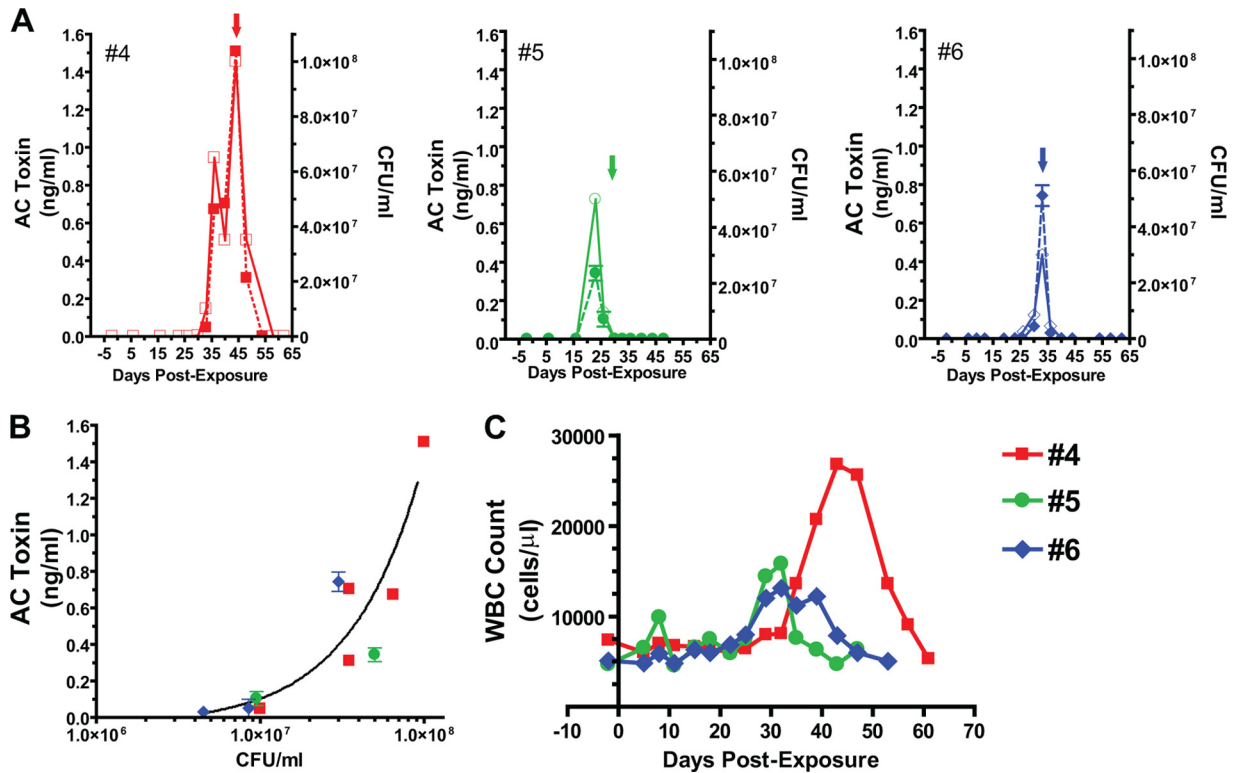 A
#4
1.6
1.4
1.2
1.0
0.8
0.6
0.4
0.2
0.0
AC Toxin
(ng/ml)
1.0×10⁸
8.0×10⁷
6.0×10⁷
4.0×10⁷
2.0×10⁷
0
CFU/ml
-5 5 15 25 35 45 55 65
Days Post-Exposure
#5
1.6
1.4
1.2
1.0
0.8
0.6
0.4
0.2
0.0
AC Toxin
(ng/ml)
1.0×10⁸
8.0×10⁷
6.0×10⁷
4.0×10⁷
2.0×10⁷
0
CFU/ml
-5 5 15 25 35 45 55 65
Days Post-Exposure
#6
1.6
1.4
1.2
1.0
0.8
0.6
0.4
0.2
0.0
AC Toxin
(ng/ml)
1.0×10⁸
8.0×10⁷
6.0×10⁷
4.0×10⁷
2.0×10⁷
0
CFU/ml
-5 5 15 25 35 45 55 65
Days Post-Exposure
B
1.6
1.4
1.2
1.0
0.8
0.6
0.4
0.2
0.0
AC Toxin
(ng/ml)
1.0×10⁶ 1.0×10⁷ 1.0×10⁸
CFU/ml
C
30000
20000
10000
WBC Count
(cells/µl)
-10 0 10 20 30 40 50 60 70
Days Post-Exposure
#4
#5
#6